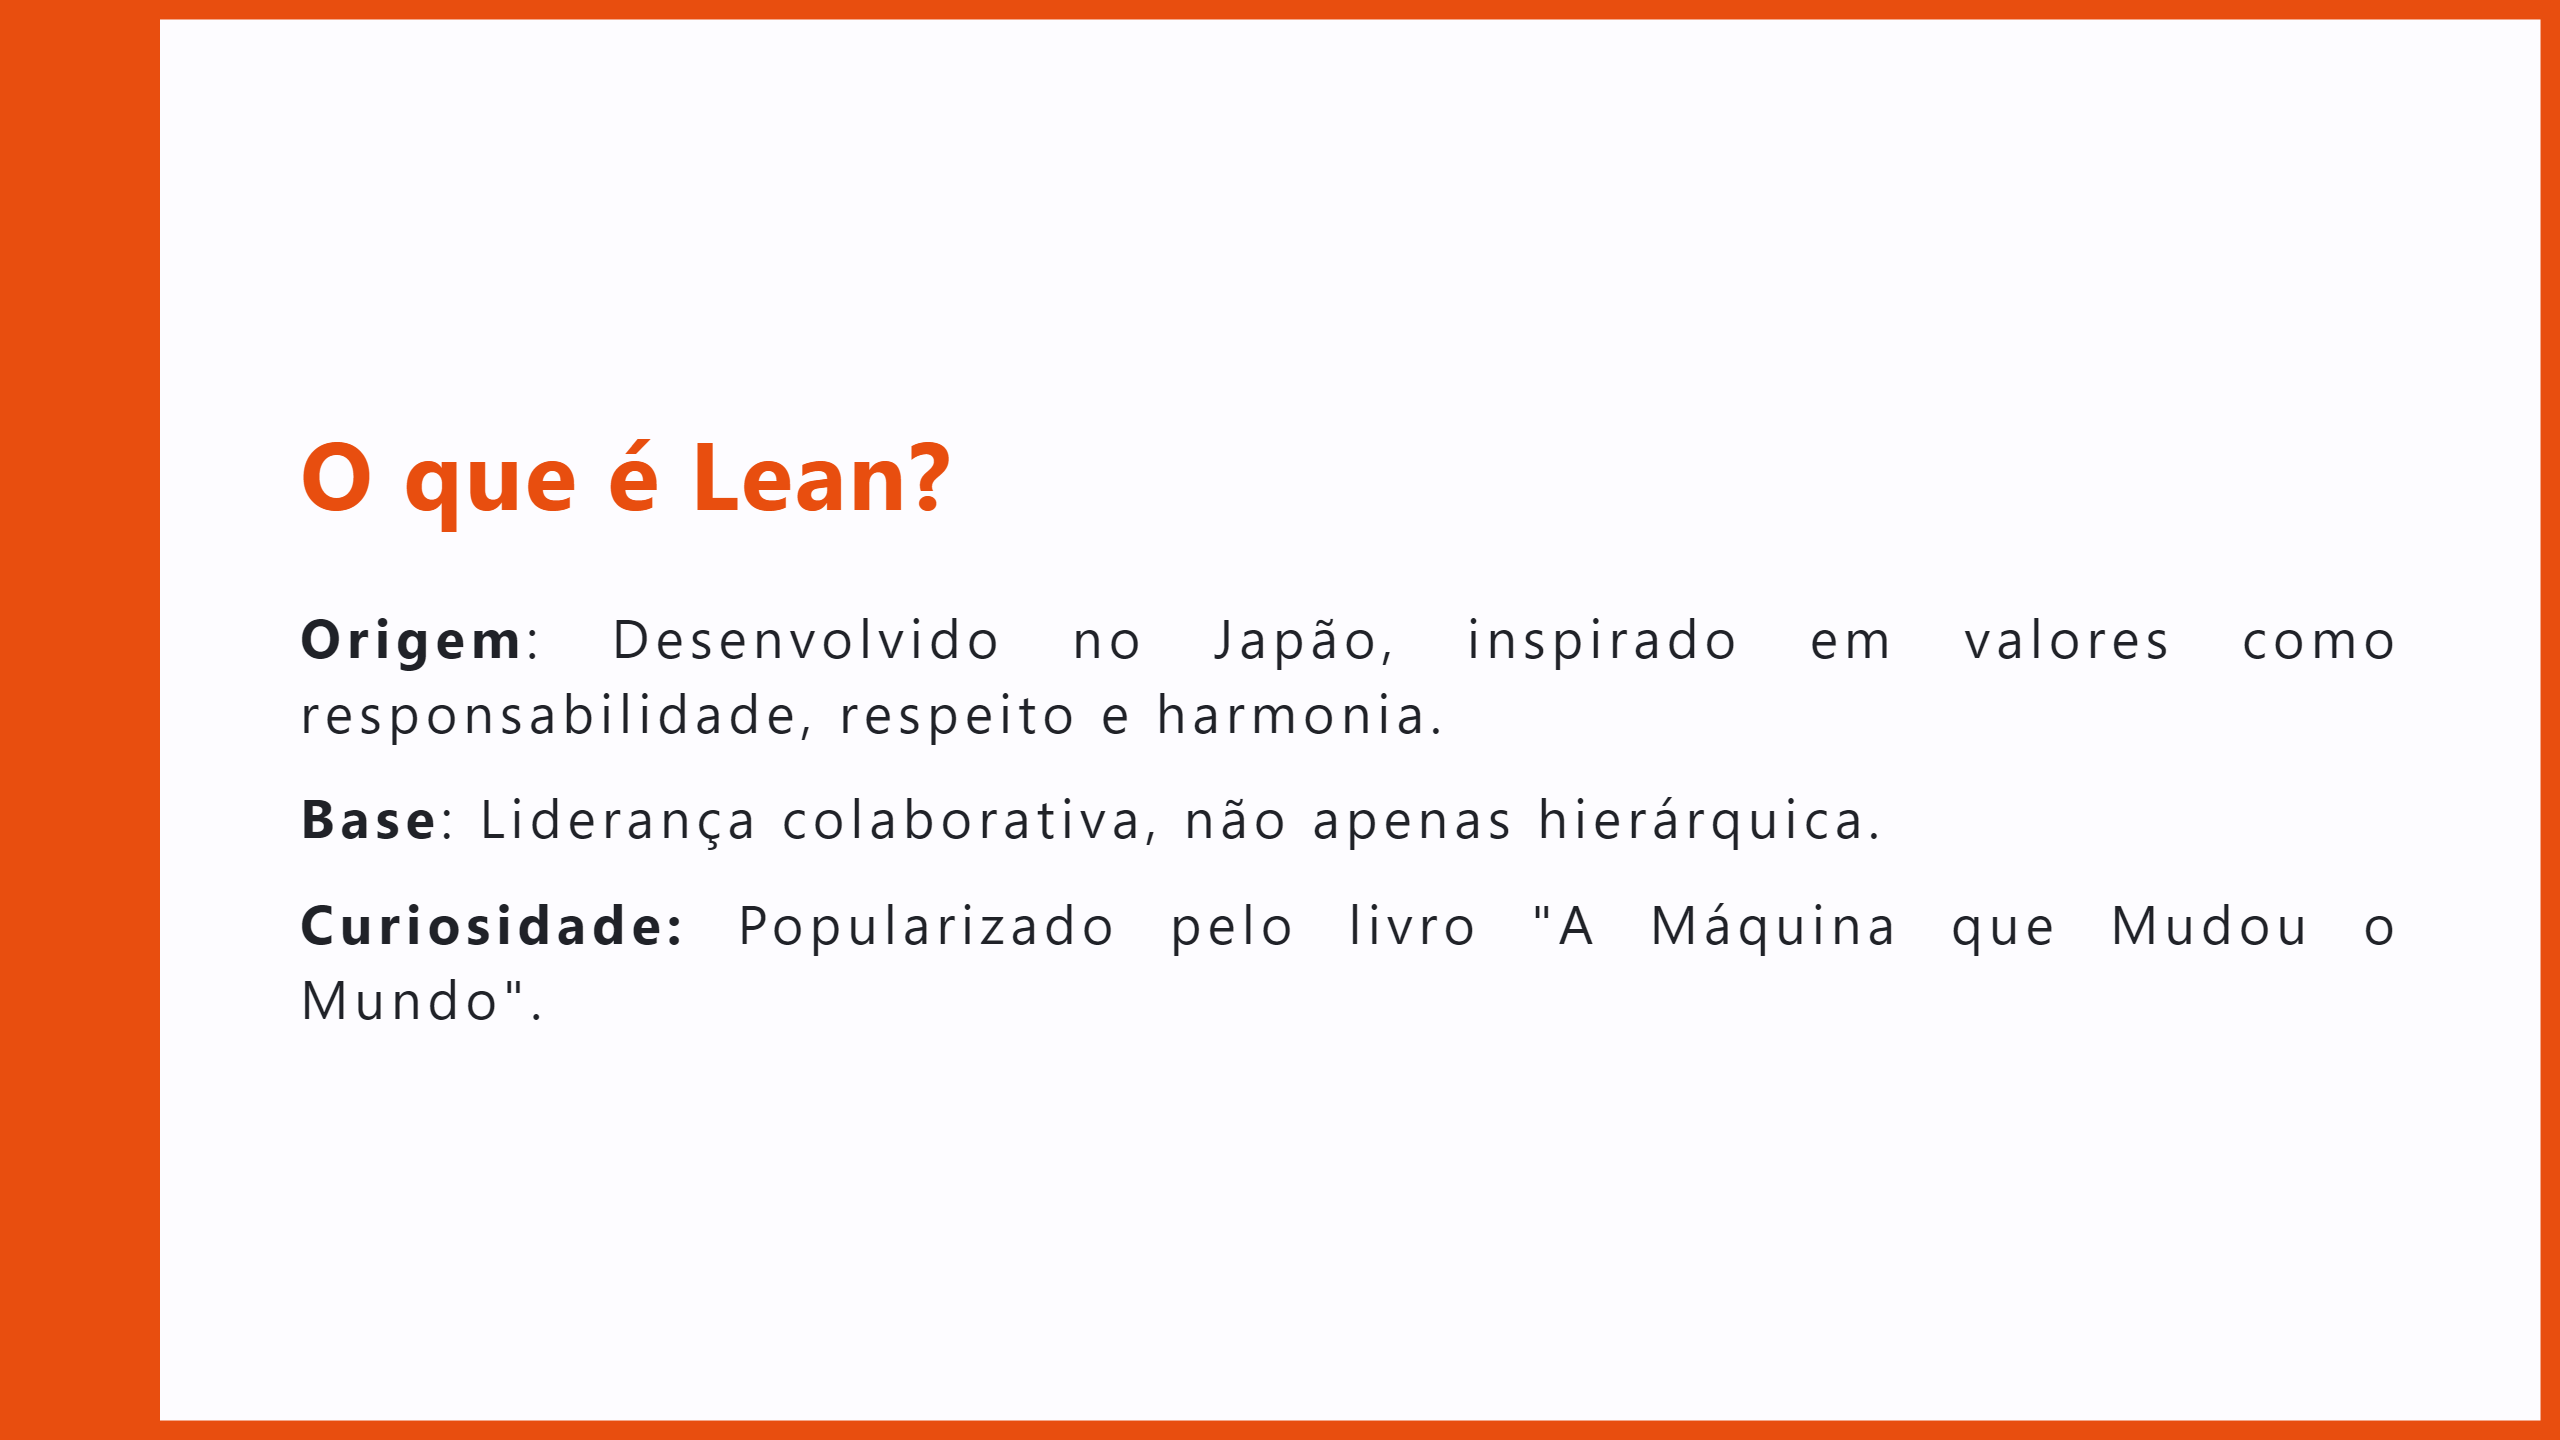 O que é Lean?
Origem: Desenvolvido no Japão, inspirado em valores como
responsabilidade, respeito e harmonia.
Base: Liderança colaborativa, não apenas hierárquica.
Curiosidade: Popularizado pelo livro "A Máquina que Mudou o
Mundo".